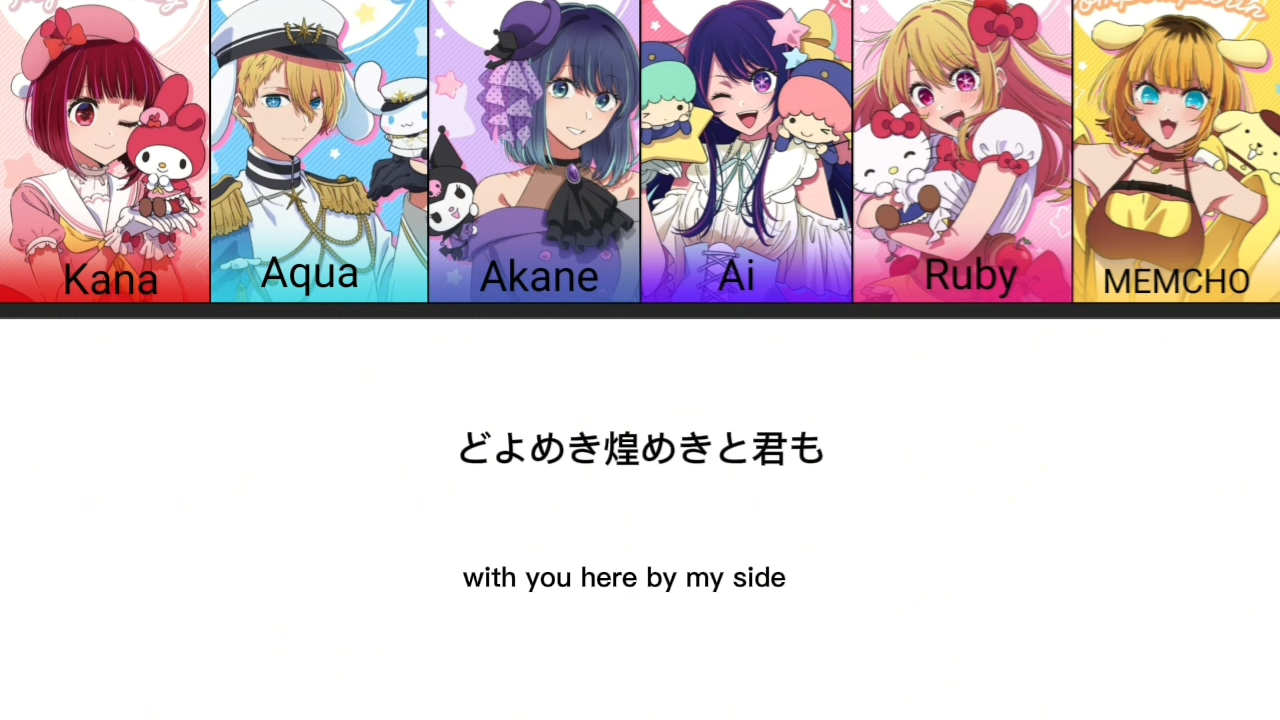 Kana
Aqua
Akane
Ai
Ruby
MEMCHO
どよめき煌めきと君も
with you here by my side